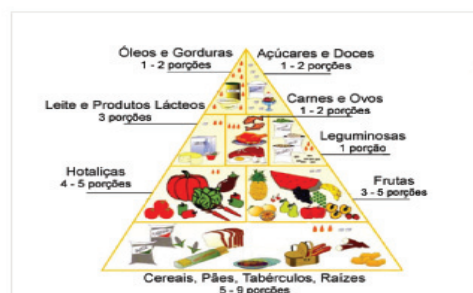 Óleos e Gorduras
1 - 2 porções
Açúcares e Doces
1 - 2 porções
Leite e Produtos Lácteos
3 porções
Carnes e Ovos
1 - 2 porções
Leguminosas
1 porção
Hotaliças
4 - 5 porções
Frutas
3 - 5 porções
Cereais, Pães, Tabérculos, Raízes
5 - 9 porções